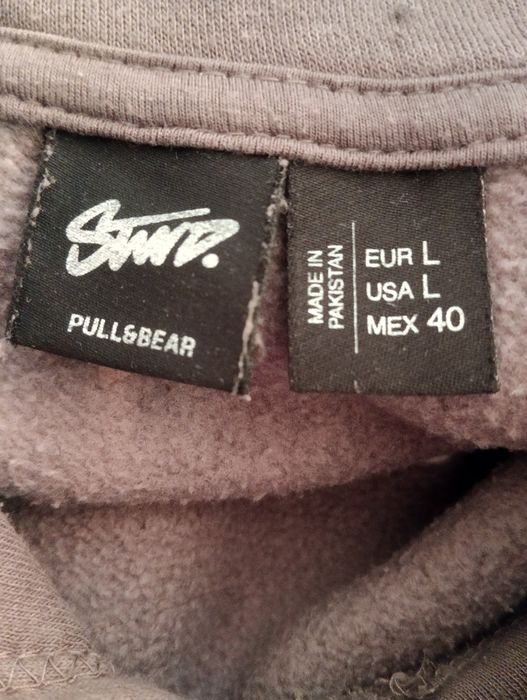 STWD.
PULL&BEAR
MADE IN
PAKISTAN
EUR L
USA L
MEX 40